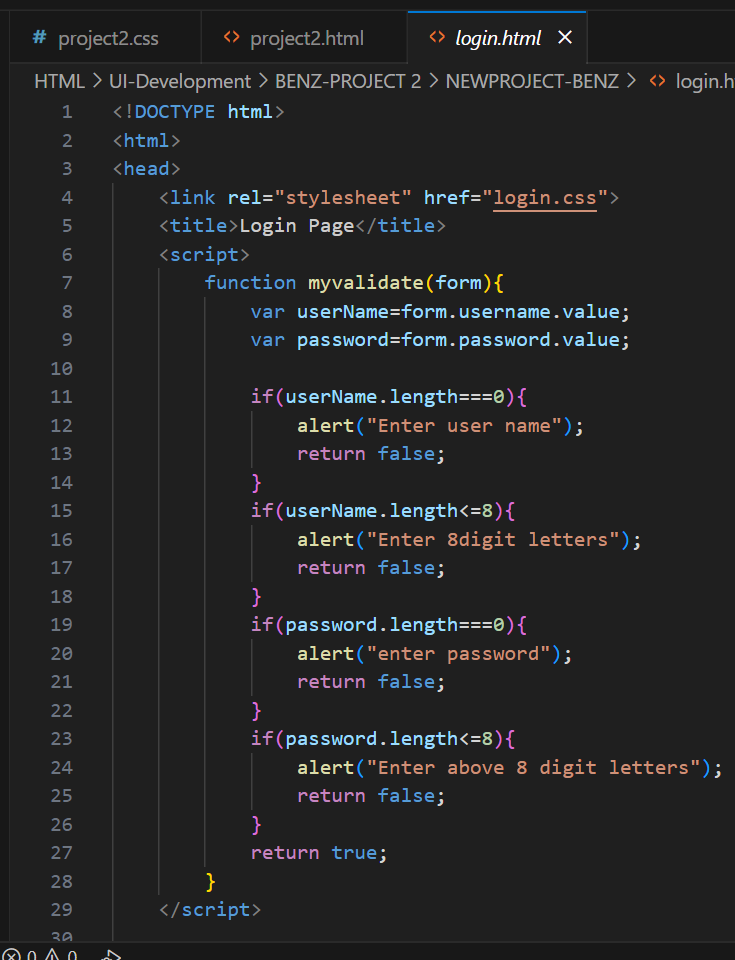 # project2.css <> project2.html <> login.html ×
HTML > UI-Development > BENZ-PROJECT 2 > NEWPROJECT-BENZ > <> login.h
1 <!DOCTYPE html>
2 <html>
3 <head>
4 <link rel="stylesheet" href="login.css">
5 <title>Login Page</title>
6 <script>
7 function myvalidate(form){
8 var userName=form.username.value;
9 var password=form.password.value;
10
11 if(userName.length===0){
12 alert("Enter user name");
13 return false;
14 }
15 if(userName.length<=8){
16 alert("Enter 8digit letters");
17 return false;
18 }
19 if(password.length===0){
20 alert("enter password");
21 return false;
22 }
23 if(password.length<=8){
24 alert("Enter above 8 digit letters");
25 return false;
26 }
27 return true;
28 }
29 </script>
30
0 0